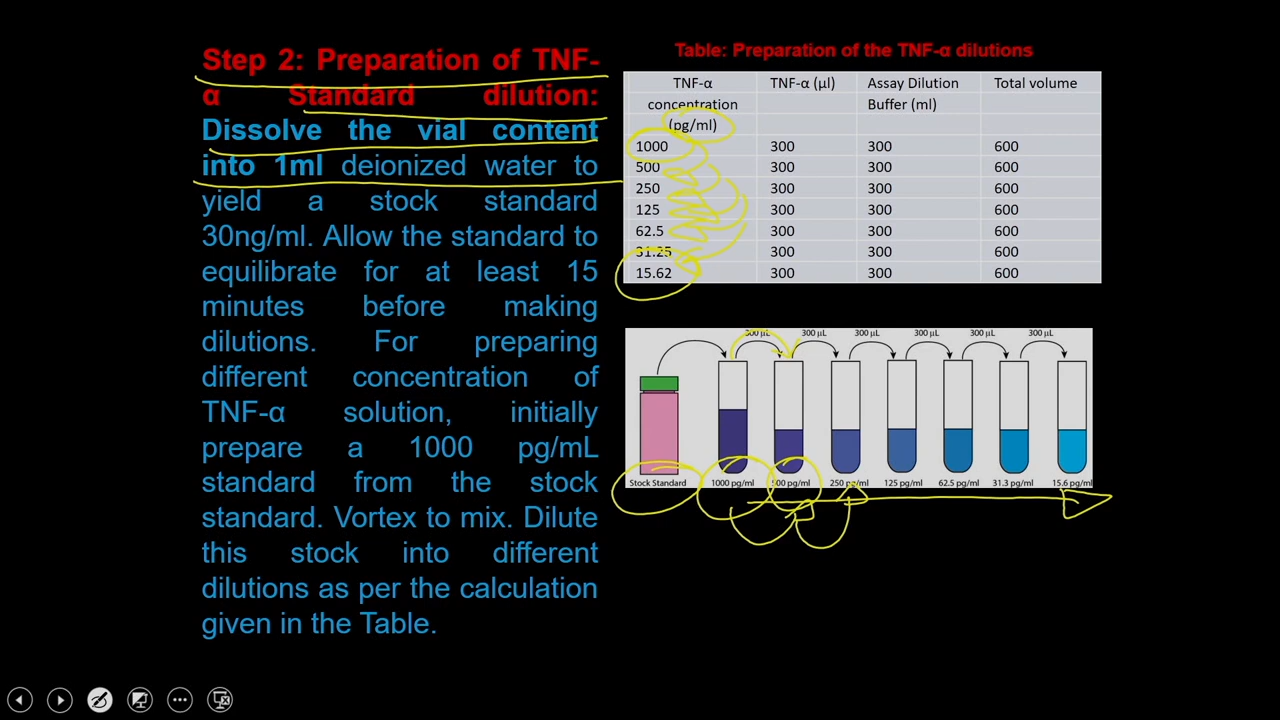 Step 2: Preparation of TNF-
α Standard dilution:
Dissolve the vial content
into 1ml deionized water to
yield a stock standard
30ng/ml. Allow the standard to
equilibrate for at least 15
minutes before making
dilutions. For preparing
different concentration of
TNF-α solution, initially
prepare a 1000 pg/mL
standard from the stock
standard. Vortex to mix. Dilute
this stock into different
dilutions as per the calculation
given in the Table.
Table: Preparation of the TNF-α dilutions
TNF-α TNF-α (µl) Assay Dilution Total volume
concentration Buffer (ml)
(pg/ml)
1000 300 300 600
500 300 300 600
250 300 300 600
125 300 300 600
62.5 300 300 600
31.25 300 300 600
15.62 300 300 600
300 µL 300 µL 300 µL 300 µL 300 µL 300 µL
Stock Standard 1000 pg/ml 500 pg/ml 250 pg/ml 125 pg/ml 62.5 pg/ml 31.3 pg/ml 15.6 pg/ml